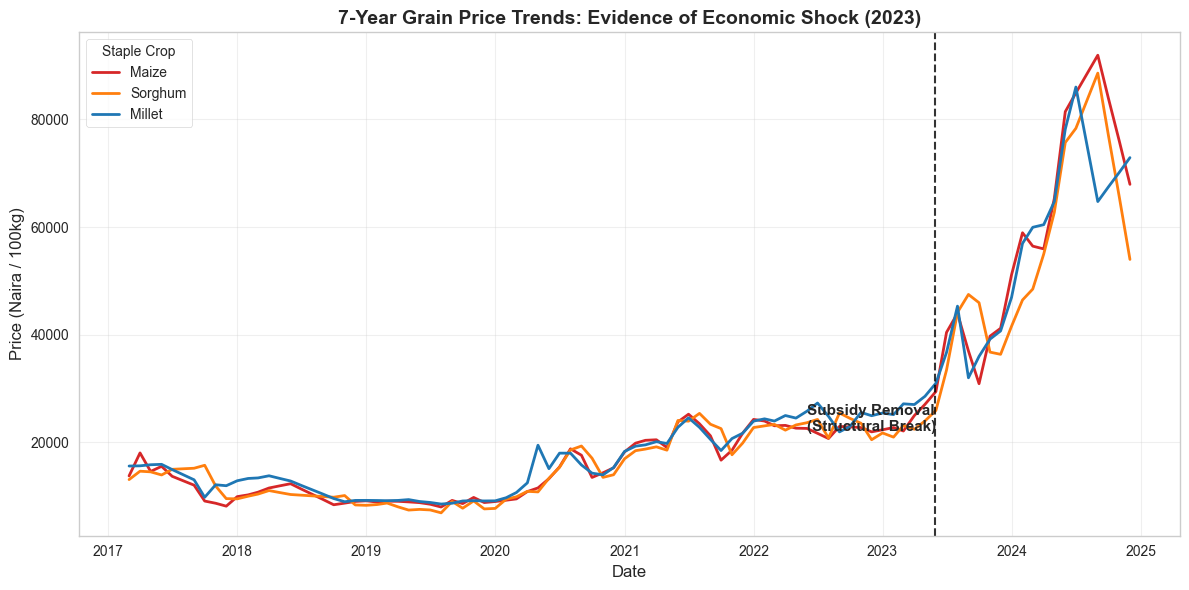 7-Year Grain Price Trends: Evidence of Economic Shock (2023)
Staple Crop
Maize
Sorghum
Millet
Price (Naira / 100kg)
80000
60000
40000
20000
Subsidy Removal
(Structural Break)
2017
2018
2019
2020
2021
2022
2023
2024
2025
Date